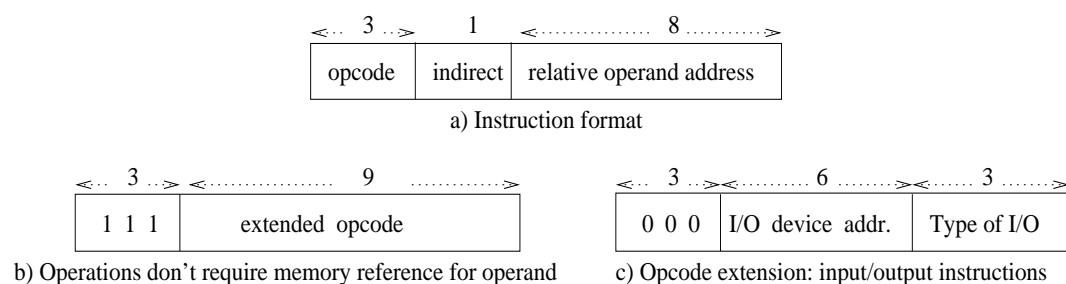 3 1 8
opcode indirect relative operand address
a) Instruction format
3 9
1 1 1 extended opcode
b) Operations don't require memory reference for operand
3 6 3
0 0 0 I/O device addr. Type of I/O
c) Opcode extension: input/output instructions